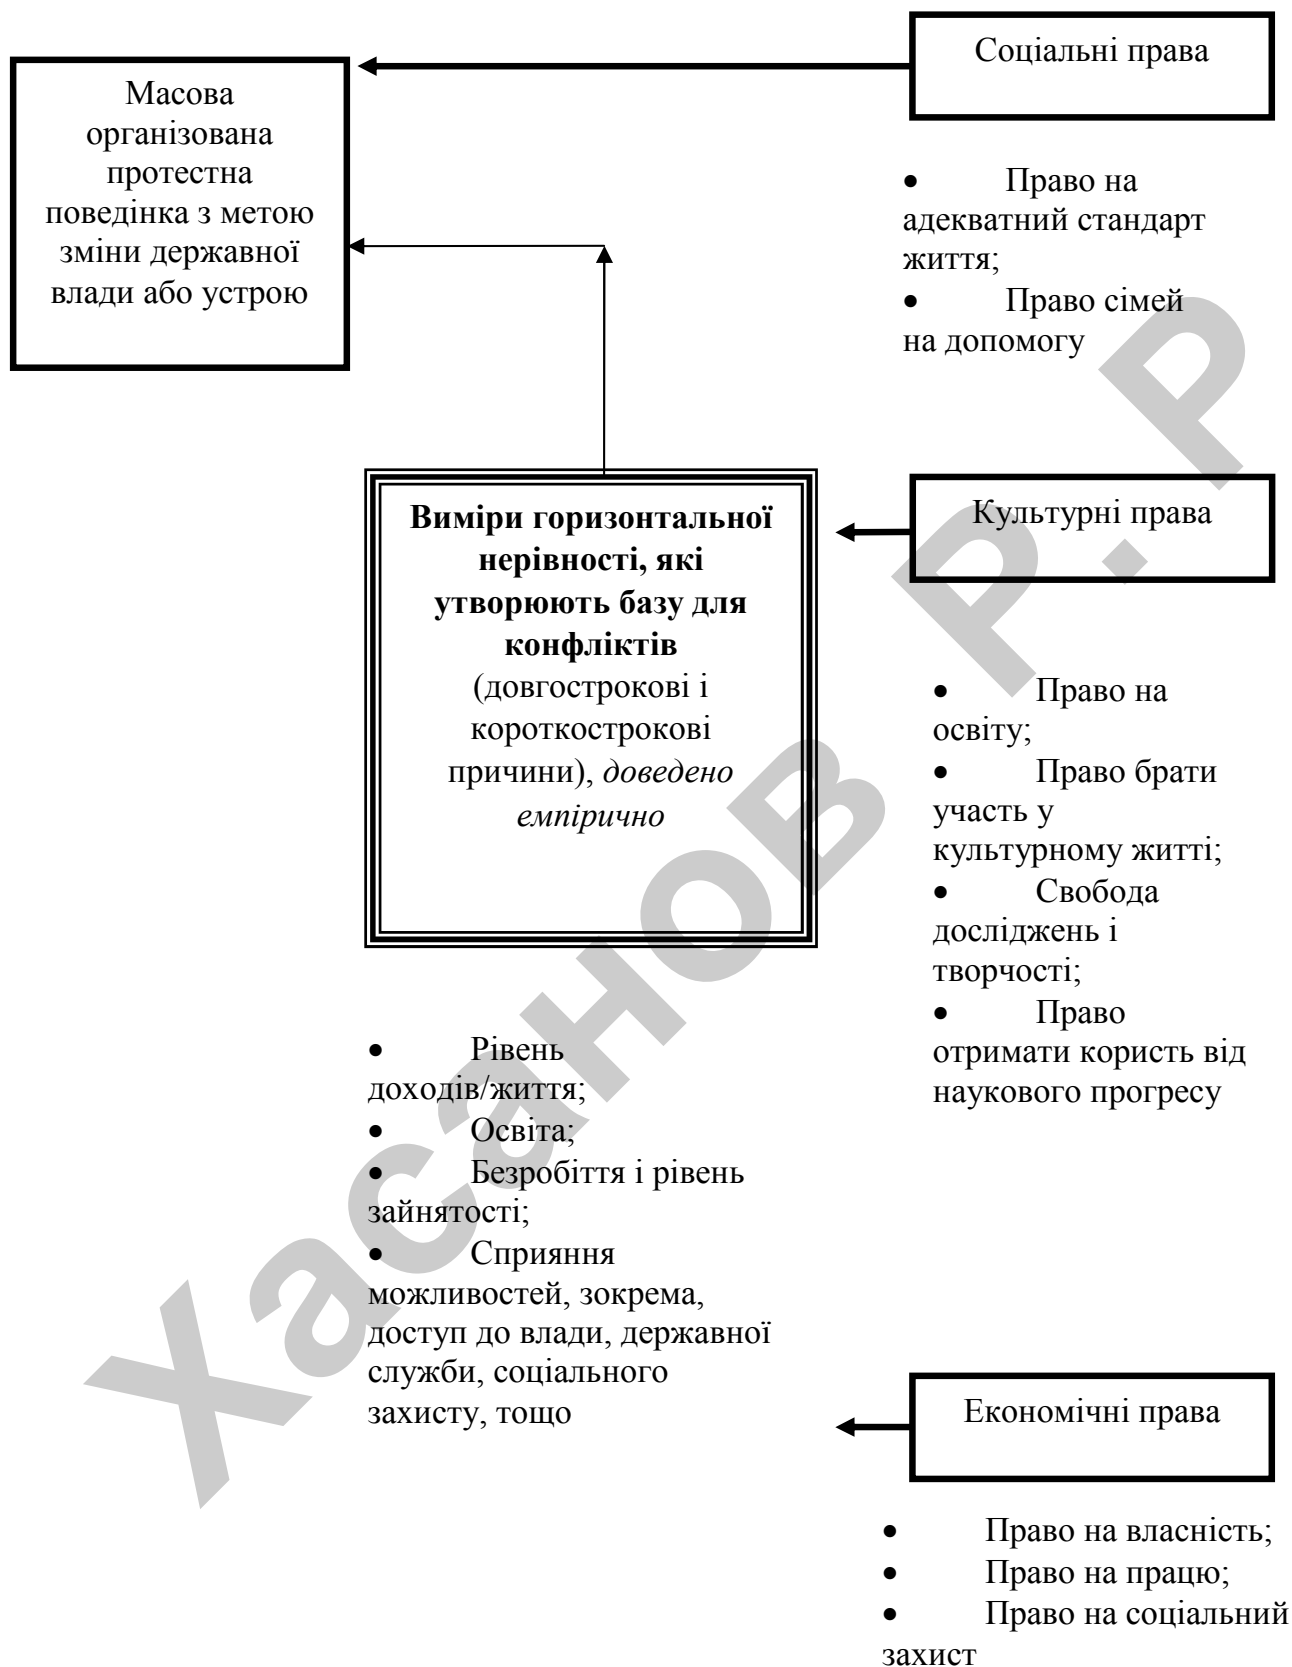 Соціальні права
Масова
організована
протестна
поведінка з метою
зміни державної
влади або устрою
• Право на
адекватний стандарт
життя;
• Право сімей
на допомогу
Виміри горизонтальної
нерівності, які
утворюють базу для
конфліктів
(довгострокові і
короткострокові
причини), доведено
емпірично
Культурні права
• Право на
освіту;
• Право брати
участь у
культурному житті;
• Свобода
досліджень і
творчості;
• Право
отримати користь від
наукового прогресу
• Рівень
доходів/життя;
• Освіта;
• Безробіття і рівень
зайнятості;
• Сприяння
можливостей, зокрема,
доступ до влади, державної
служби, соціального
захисту, тощо
Економічні права
• Право на власність;
• Право на працю;
• Право на соціальний
захист
Хасанов Р. Р